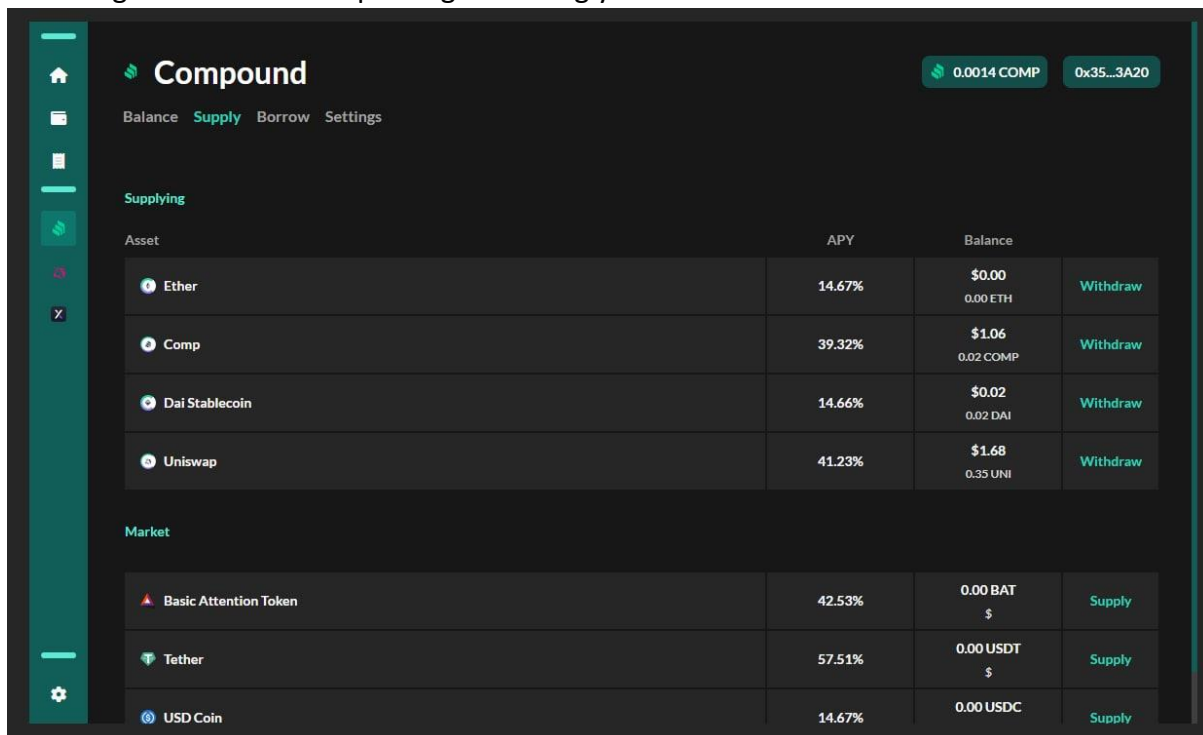 Compound
0.0014 COMP
0x35...3A20
Balance Supply Borrow Settings
Supplying
Asset APY Balance
Ether 14.67% $0.00 Withdraw
0.00 ETH
Comp 39.32% $1.06 Withdraw
0.02 COMP
Dai Stablecoin 14.66% $0.02 Withdraw
0.02 DAI
Uniswap 41.23% $1.68 Withdraw
0.35 UNI
Market
Basic Attention Token 42.53% 0.00 BAT Supply
$
Tether 57.51% 0.00 USDT Supply
$
USD Coin 14.67% 0.00 USDC Supply